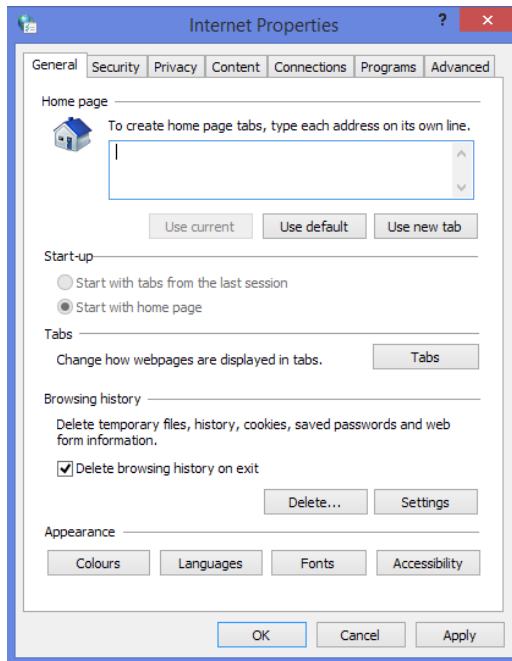 Internet Properties
?
General Security Privacy Content Connections Programs Advanced
Home page
To create home page tabs, type each address on its own line.
Use current Use default Use new tab
Start-up
Start with tabs from the last session
Start with home page
Tabs
Change how webpages are displayed in tabs. Tabs
Browsing history
Delete temporary files, history, cookies, saved passwords and web
form information.
Delete browsing history on exit
Delete... Settings
Appearance
Colours Languages Fonts Accessibility
OK Cancel Apply